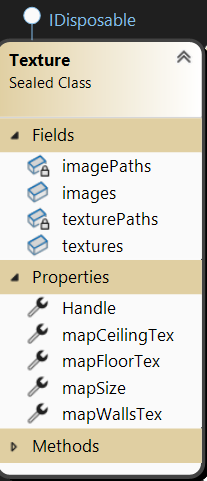 IDisposable
Texture
Sealed Class
Fields
imagePaths
images
texturePaths
textures
Properties
Handle
mapCeilingTex
mapFloorTex
mapSize
mapWallsTex
Methods